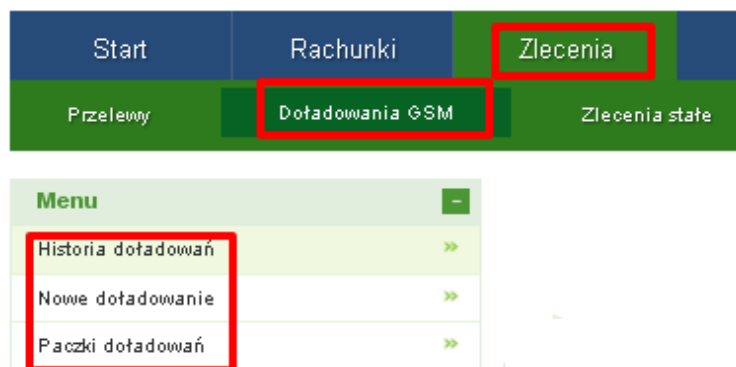 Start Rachunki Zlecenia
Przelewy Doładowania GSM Zlecenia stałe
Menu
Historia doładowań
Nowe doładowanie
Paczki doładowań